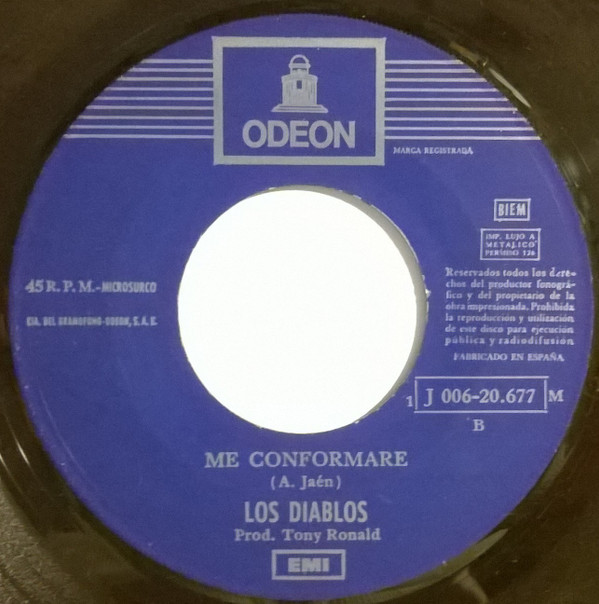 ODEON
MARCA REGISTRADA
BIEM
IMP. LUJO A
METALICO
PERMISO 126
45 R. P. M.-MICROSURCO
CIA. DEL GRAMOFONO-ODEON, S.A.E.
Reservados todos los dere-
chos del productor fonográ-
fico y del propietario de la
obra impresionada. Prohibida
la reproducción y utilización
de este disco para ejecución
pública y radiodifusión
FABRICADO EN ESPAÑA
1 J 006-20.677 M
B
ME CONFORMARE
(A. Jaén)
LOS DIABLOS
Prod. Tony Ronald
EMI